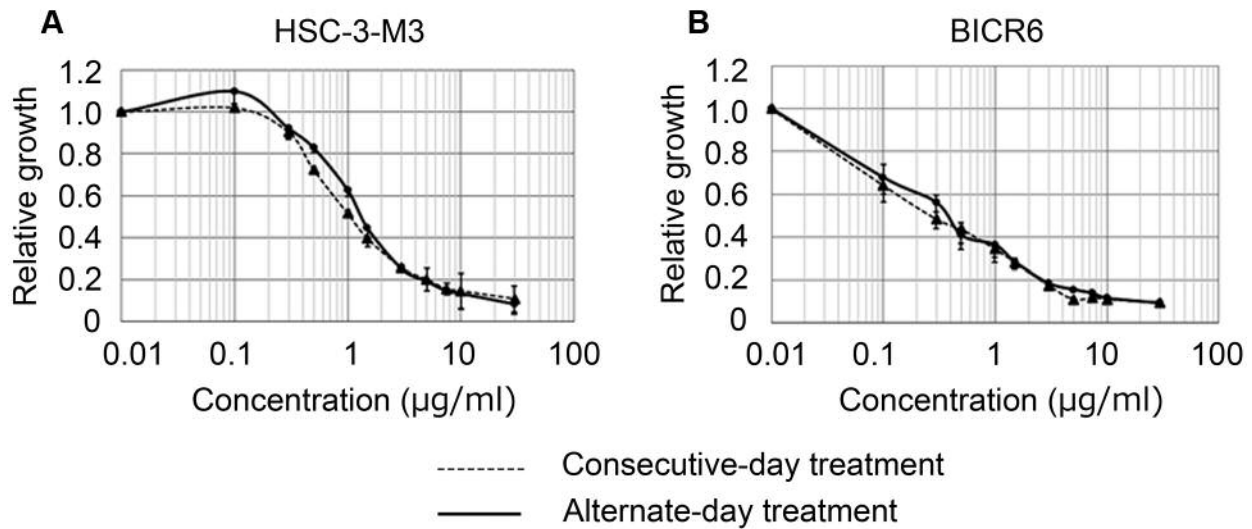 A
HSC-3-M3
Relative growth
1.2
1.0
0.8
0.6
0.4
0.2
0
0.01 0.1 1 10 100
Concentration (µg/ml)
B
BICR6
Relative growth
1.2
1.0
0.8
0.6
0.4
0.2
0
0.01 0.1 1 10 100
Concentration (µg/ml)
Consecutive-day treatment
Alternate-day treatment